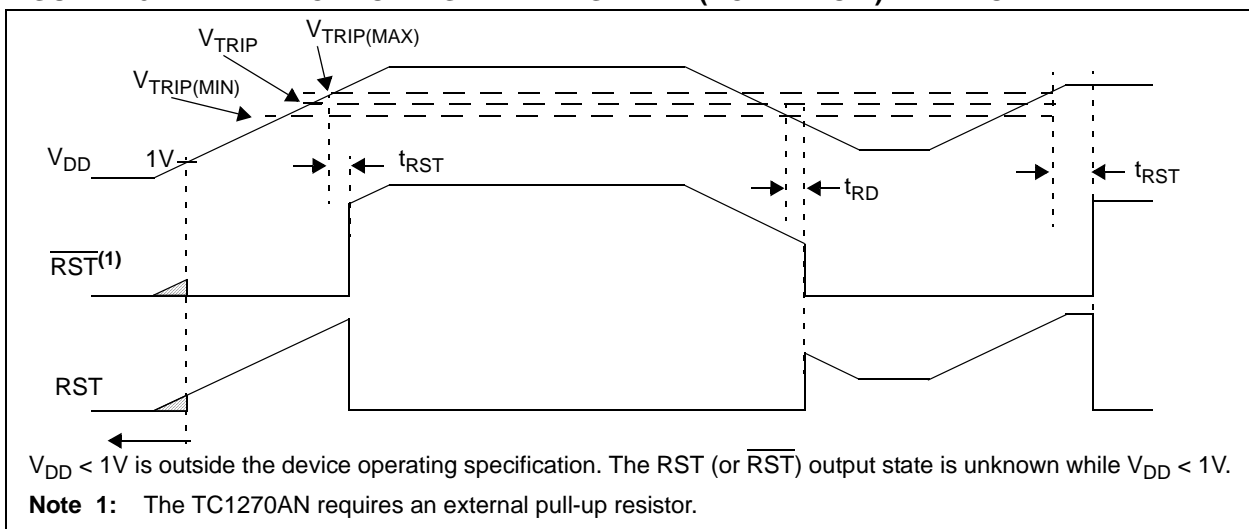 V_TRIP
V_TRIP(MAX)
V_TRIP(MIN)
V_DD
1V
t_RST
t_RD
t_RST
R̅S̅T̅(1)
RST
V_DD < 1V is outside the device operating specification. The RST (or R̅S̅T̅) output state is unknown while V_DD < 1V.
Note 1: The TC1270AN requires an external pull-up resistor.